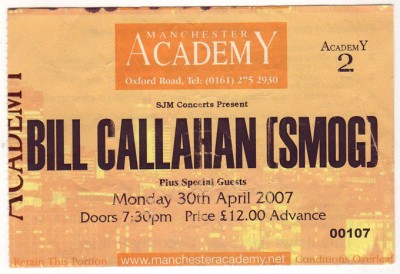 MANCHESTER
ACADEMY
Oxford Road, Tel: (0161) 275 2930
ACADEMY
2
SJM Concerts Present
ACADEMY
BILL CALLAHAN (SMOG)
Plus Special Guests
Monday 30th April 2007
Doors 7:30pm Price £12.00 Advance
00107
Retain This Portion
www.manchesteracademy.net
Conditions Overleaf